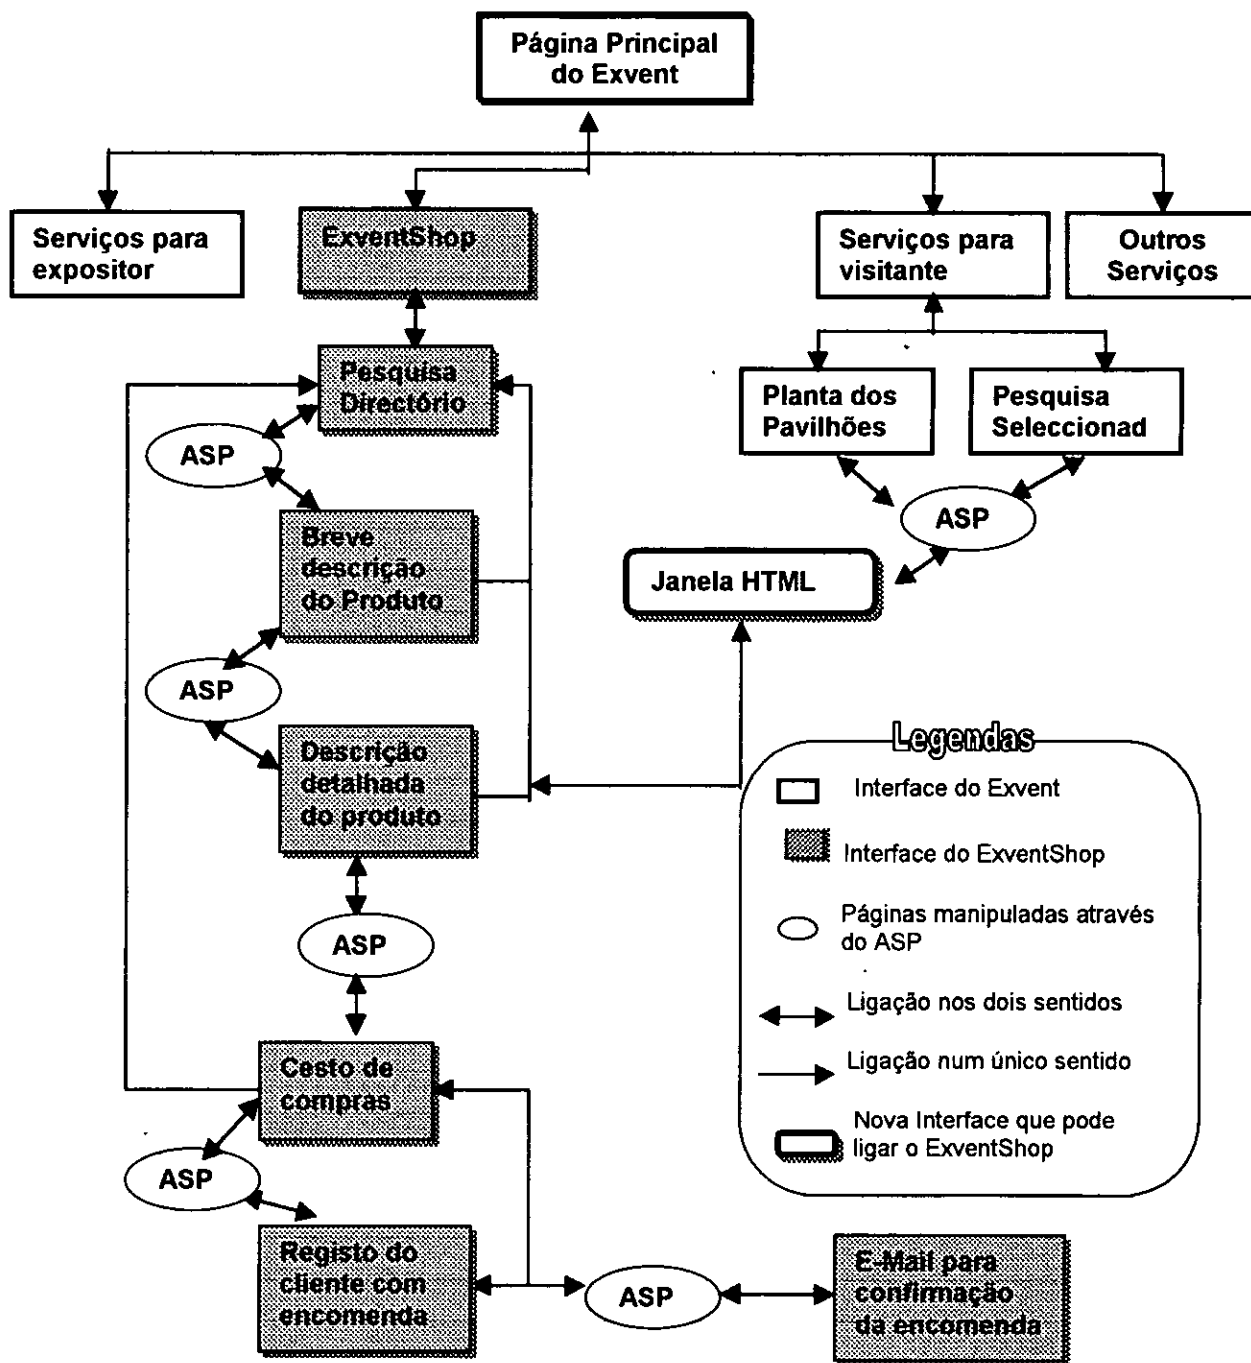 Página Principal
do Exvent
Serviços para
expositor
ExventShop
Serviços para
visitante
Outros
Serviços
Pesquisa
Directório
Planta dos
Pavilhões
Pesquisa
Seleccionad
ASP
ASP
Breve
descrição
do Produto
Janela HTML
ASP
Descrição
detalhada
do produto
Legendas
Interface do Exvent
Interface do ExventShop
Páginas manipuladas através
do ASP
Ligação nos dois sentidos
Ligação num único sentido
Nova Interface que pode
ligar o ExventShop
ASP
Cesto de
compras
ASP
Registo do
cliente com
encomenda
ASP
E-Mail para
confirmação
da encomenda